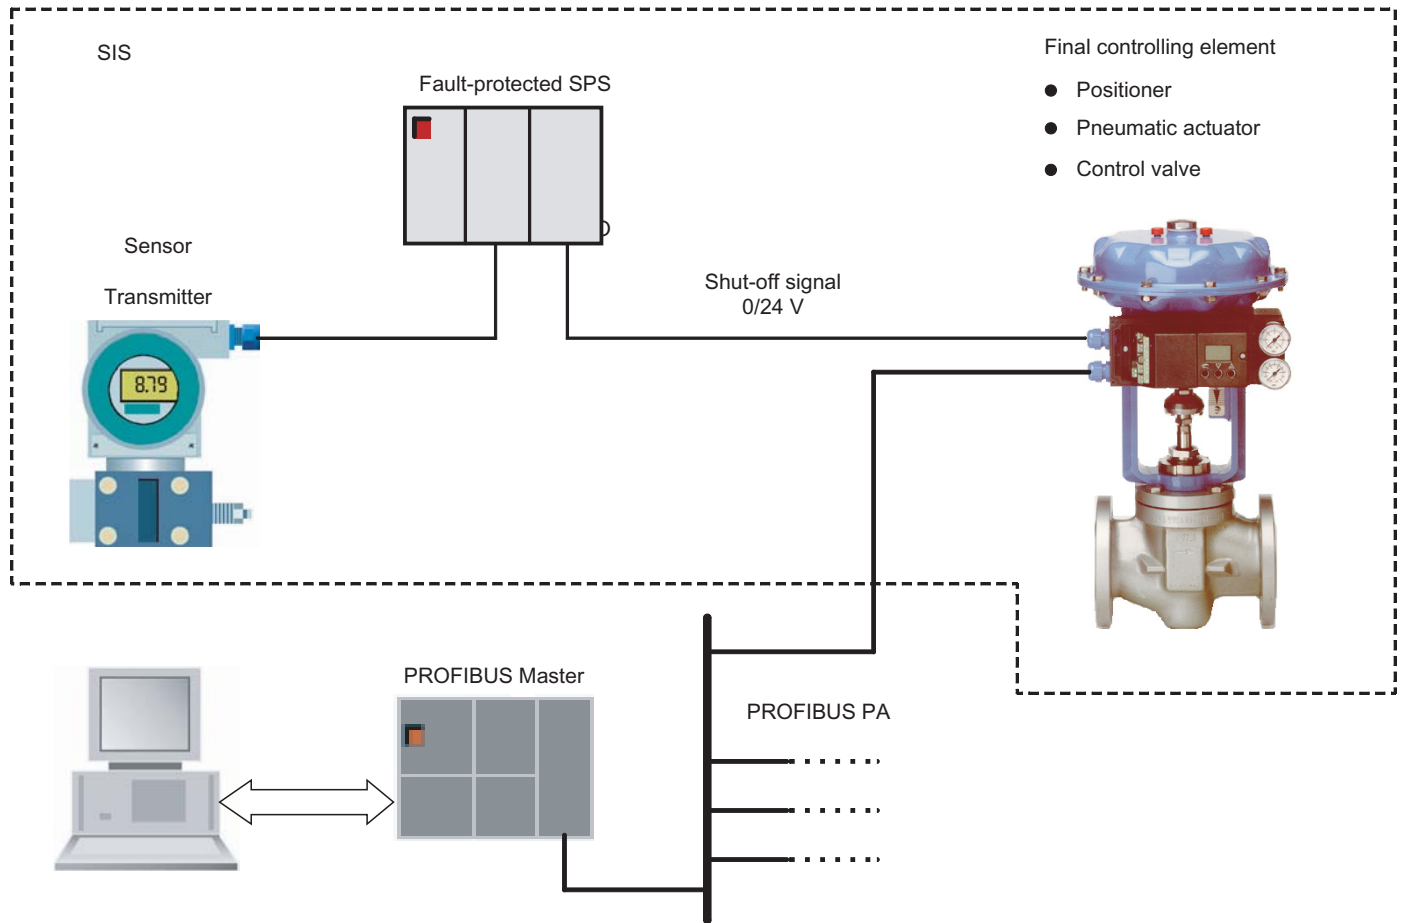 SIS
Fault-protected SPS
Final controlling element
● Positioner
● Pneumatic actuator
● Control valve
Sensor
Transmitter
8.79
Shut-off signal
0/24 V
PROFIBUS Master
PROFIBUS PA